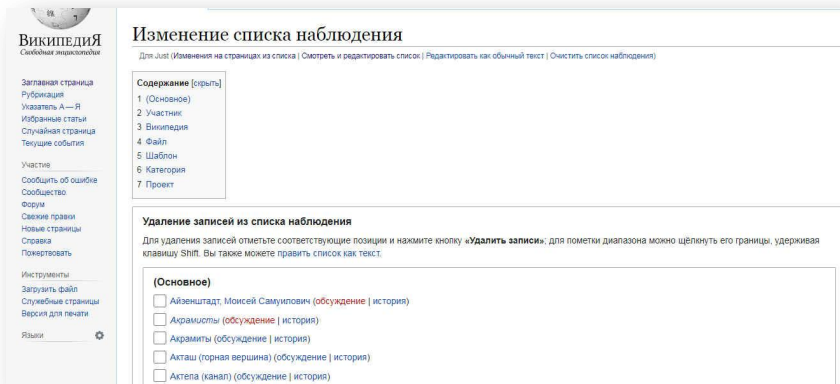 ВикипедиЯ
Свободная энциклопедия
Заглавная страница
Рубрикация
Указатель А — Я
Избранные статьи
Случайная страница
Текущие события
Участие
Сообщить об ошибке
Сообщество
Форум
Свежие правки
Новые страницы
Справка
Пожертвовать
Инструменты
Загрузить файл
Служебные страницы
Версия для печати
Языки
Изменение списка наблюдения
Для Just (Изменения на страницах из списка | Смотреть и редактировать список | Редактировать как обычный текст | Очистить список наблюдения)
Содержание [скрыть]
1 (Основное)
2 Участник
3 Википедия
4 Файл
5 Шаблон
6 Категория
7 Проект
Удаление записей из списка наблюдения
Для удаления записей отметьте соответствующие позиции и нажмите кнопку «Удалить записи»; для пометки диапазона можно щёлкнуть его границы, удерживая
клавишу Shift. Вы также можете править список как текст.
(Основное)
Айзенштадт, Моисей Самуилович (обсуждение | история)
Акрамисты (обсуждение | история)
Акрамиты (обсуждение | история)
Акташ (горная вершина) (обсуждение | история)
Актепа (канал) (обсуждение | история)